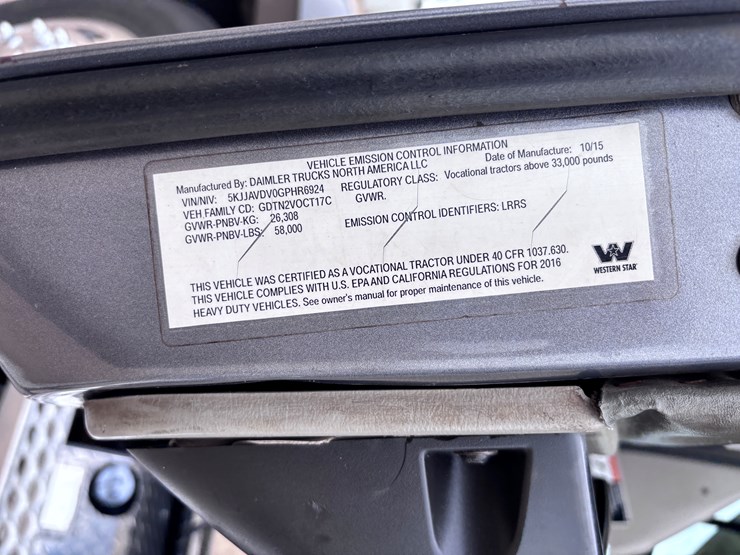 VEHICLE EMISSION CONTROL INFORMATION
Manufactured By: DAIMLER TRUCKS NORTH AMERICA LLC
Date of Manufacture: 10/15
VIN/NIV: 5KJJAVDV0GPHR6924
REGULATORY CLASS: Vocational tractors above 33,000 pounds
GVWR.
VEH FAMILY CD: GDTN2VOCT17C
GVWR-PNBV-KG: 26,308
GVWR-PNBV-LBS: 58,000
EMISSION CONTROL IDENTIFIERS: LRRS
THIS VEHICLE WAS CERTIFIED AS A VOCATIONAL TRACTOR UNDER 40 CFR 1037.630.
THIS VEHICLE COMPLIES WITH U.S. EPA AND CALIFORNIA REGULATIONS FOR 2016
HEAVY DUTY VEHICLES. See owner's manual for proper maintenance of this vehicle.
WESTERN STAR